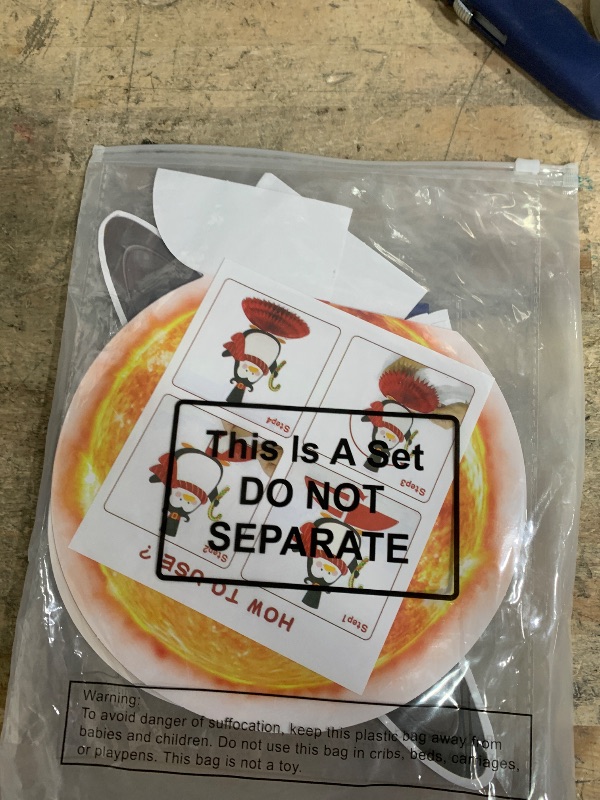 This Is A Set
DO NOT
SEPARATE
HOW TO USE ?
Step1
Step2
Step3
Step4
Warning:
To avoid danger of suffocation, keep this plastic bag away from
babies and children. Do not use this bag in cribs, beds, carriages,
or playpens. This bag is not a toy.